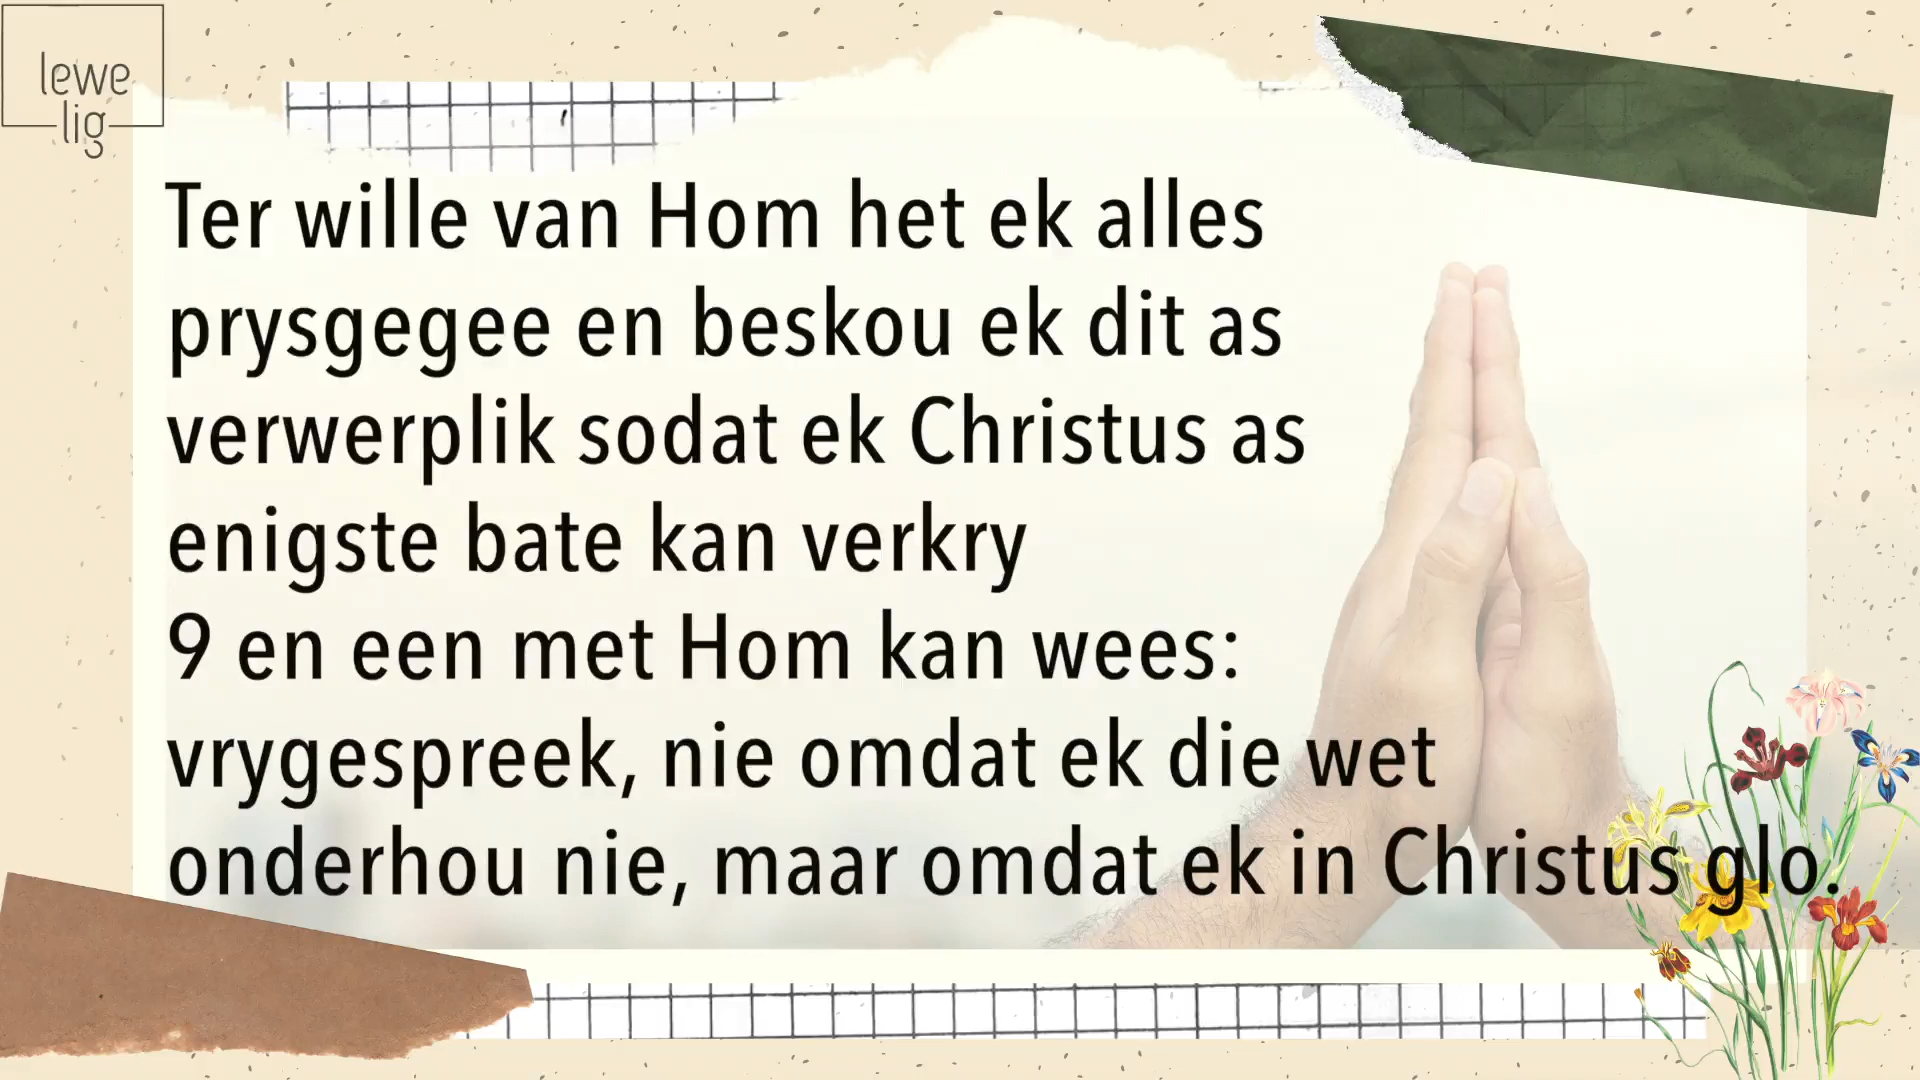 lewe
lig
Ter wille van Hom het ek alles
prysgegee en beskou ek dit as
verwerplik sodat ek Christus as
enigste bate kan verkry
9 en een met Hom kan wees:
vrygespreek, nie omdat ek die wet
onderhou nie, maar omdat ek in Christus glo.